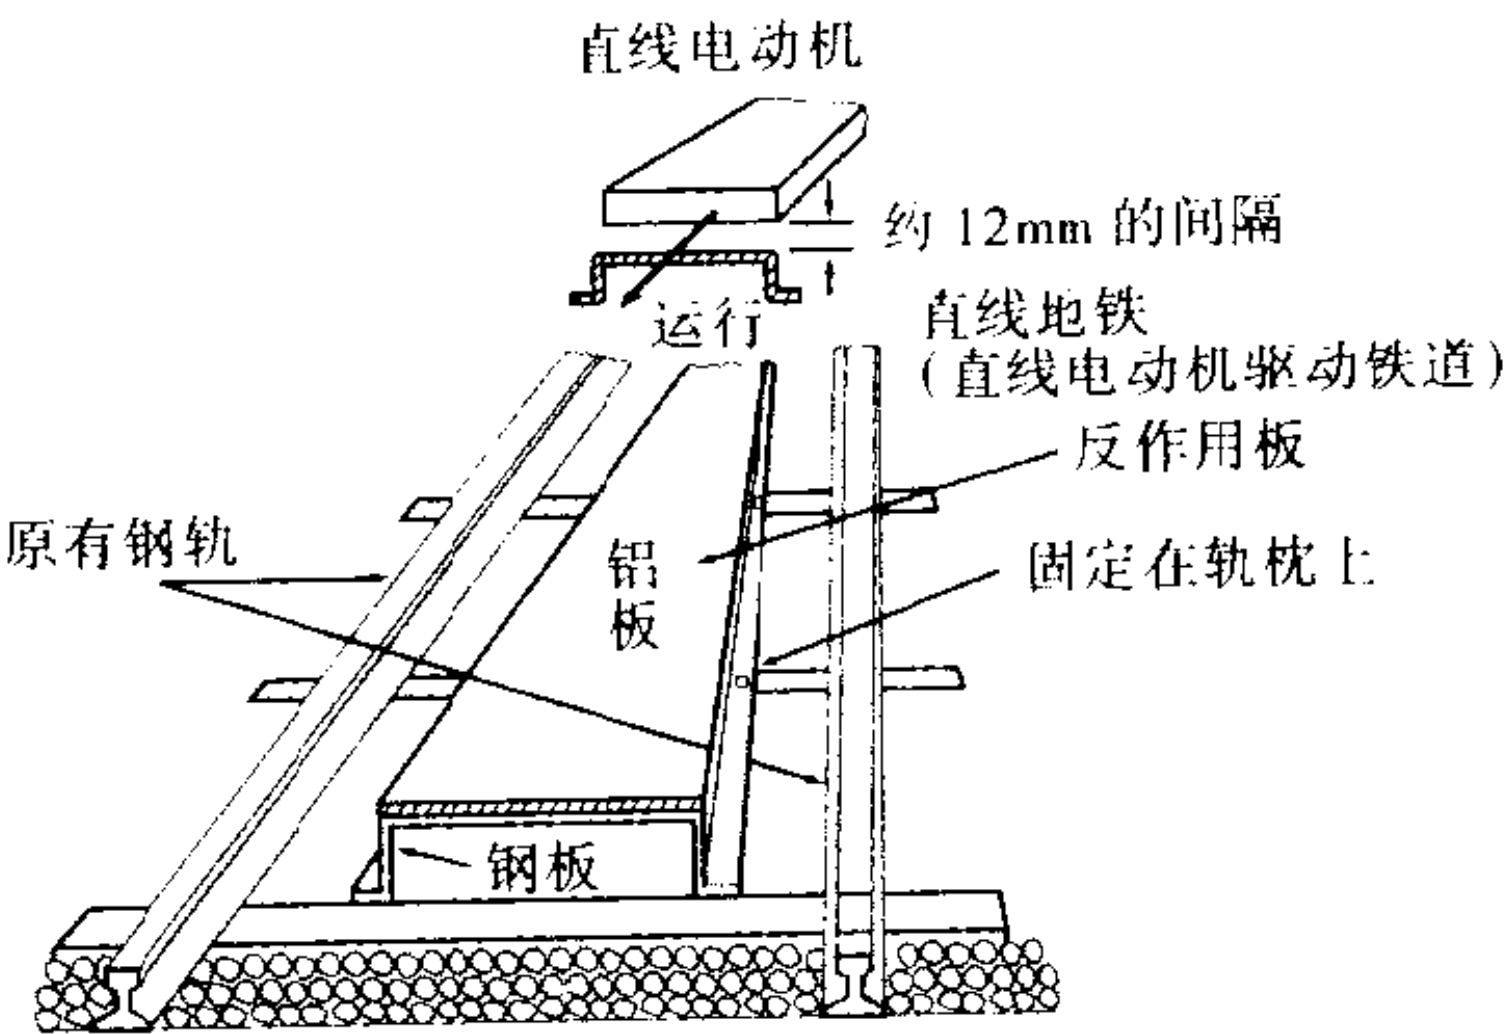 直线电动机
约 12mm 的间隔
运行
直线地铁
(直线电动机驱动铁道)
反作用板
原有钢轨
铝板
固定在轨枕上
钢板